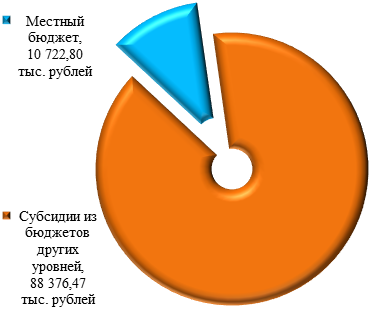 Местный
бюджет,
10 722,80
тыс. рублей
Субсидии из
бюджетов
других
уровней,
88 376,47
тыс. рублей